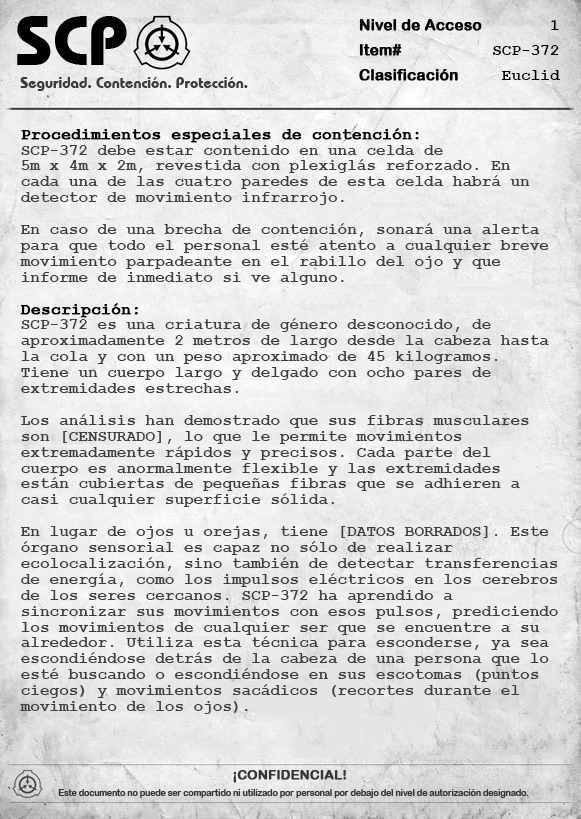 SCP
Seguridad. Contención. Protección.
Nivel de Acceso 1
Item# SCP-372
Clasificación Euclid
Procedimientos especiales de contención:
SCP-372 debe estar contenido en una celda de
5m x 4m x 2m, revestida con plexiglás reforzado. En
cada una de las cuatro paredes de esta celda habrá un
detector de movimiento infrarrojo.
En caso de una brecha de contención, sonará una alerta
para que todo el personal esté atento a cualquier breve
movimiento parpadeante en el rabillo del ojo y que
informe de inmediato si ve alguno.
Descripción:
SCP-372 es una criatura de género desconocido, de
aproximadamente 2 metros de largo desde la cabeza hasta
la cola y con un peso aproximado de 45 kilogramos.
Tiene un cuerpo largo y delgado con ocho pares de
extremidades estrechas.
Los análisis han demostrado que sus fibras musculares
son [CENSURADO], lo que le permite movimientos
extremadamente rápidos y precisos. Cada parte del
cuerpo es anormalmente flexible y las extremidades
están cubiertas de pequeñas fibras que se adhieren a
casi cualquier superficie sólida.
En lugar de ojos u orejas, tiene [DATOS BORRADOS]. Este
órgano sensorial es capaz no sólo de realizar
ecolocalización, sino también de detectar transferencias
de energía, como los impulsos eléctricos en los cerebros
de los seres cercanos. SCP-372 ha aprendido a
sincronizar sus movimientos con esos pulsos, prediciendo
los movimientos de cualquier ser que se encuentre a su
alrededor. Utiliza esta técnica para esconderse, ya sea
escondiéndose detrás de la cabeza de una persona que lo
esté buscando o escondiéndose en sus escotomas (puntos
ciegos) y movimientos sacádicos (recortes durante el
movimiento de los ojos).
¡CONFIDENCIAL!
Este documento no puede ser compartido ni utilizado por personal por debajo del nivel de autorización designado.